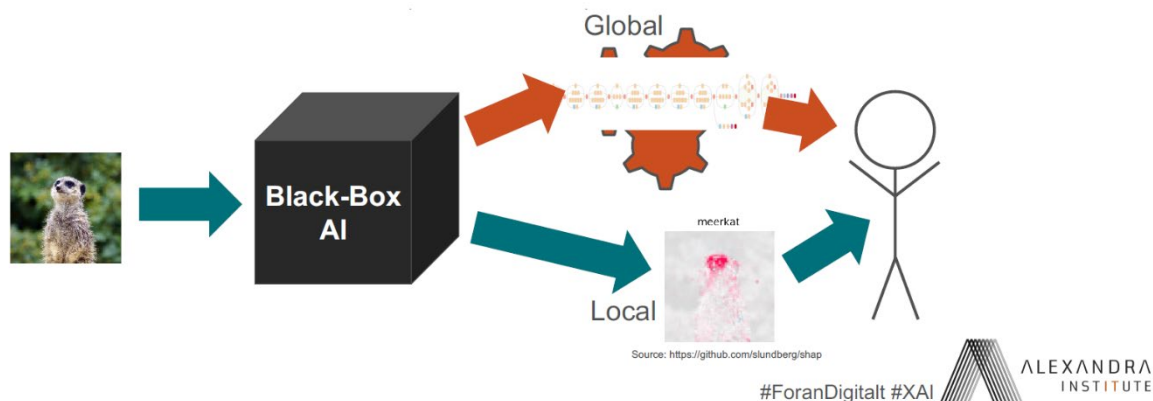 Global
Black-Box
AI
meerkat
Local
Source: https://github.com/slundberg/shap
#ForanDigitalt #XAI
ALEXANDRA
INSTITUTE